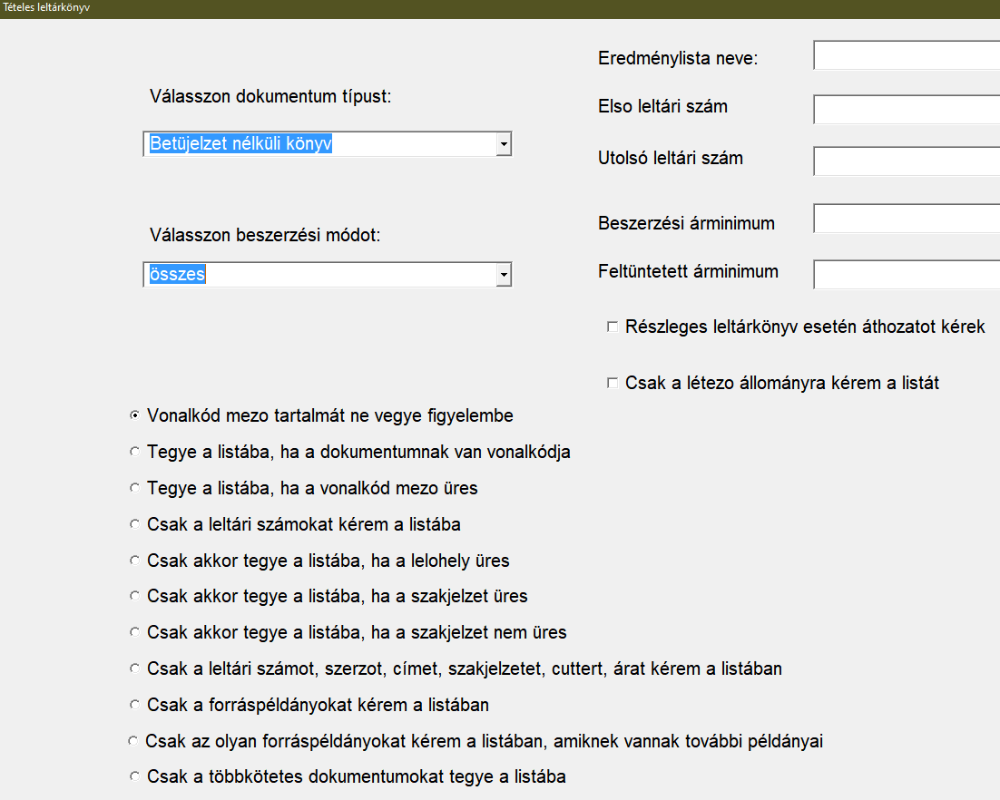 Tételes leltárkönyv
Eredménylista neve:
Válasszon dokumentum típust:
Elso leltári szám
Betüjelzet nélküli könyv
Utolsó leltári szám
Beszerzési árminimum
Válasszon beszerzési módot:
összes
Feltüntetett árminimum
Részleges leltárkönyv esetén áthozatot kérek
Csak a létezo állományra kérem a listát
Vonalkód mezo tartalmát ne vegye figyelembe
Tegye a listába, ha a dokumentumnak van vonalkódja
Tegye a listába, ha a vonalkód mezo üres
Csak a leltári számokat kérem a listába
Csak akkor tegye a listába, ha a lelohely üres
Csak akkor tegye a listába, ha a szakjelzet üres
Csak akkor tegye a listába, ha a szakjelzet nem üres
Csak a leltári számot, szerzot, címet, szakjelzetet, cuttert, árat kérem a listában
Csak a forráspéldányokat kérem a listában
Csak az olyan forráspéldányokat kérem a listában, amiknek vannak további példányai
Csak a többkötetes dokumentumokat tegye a listába